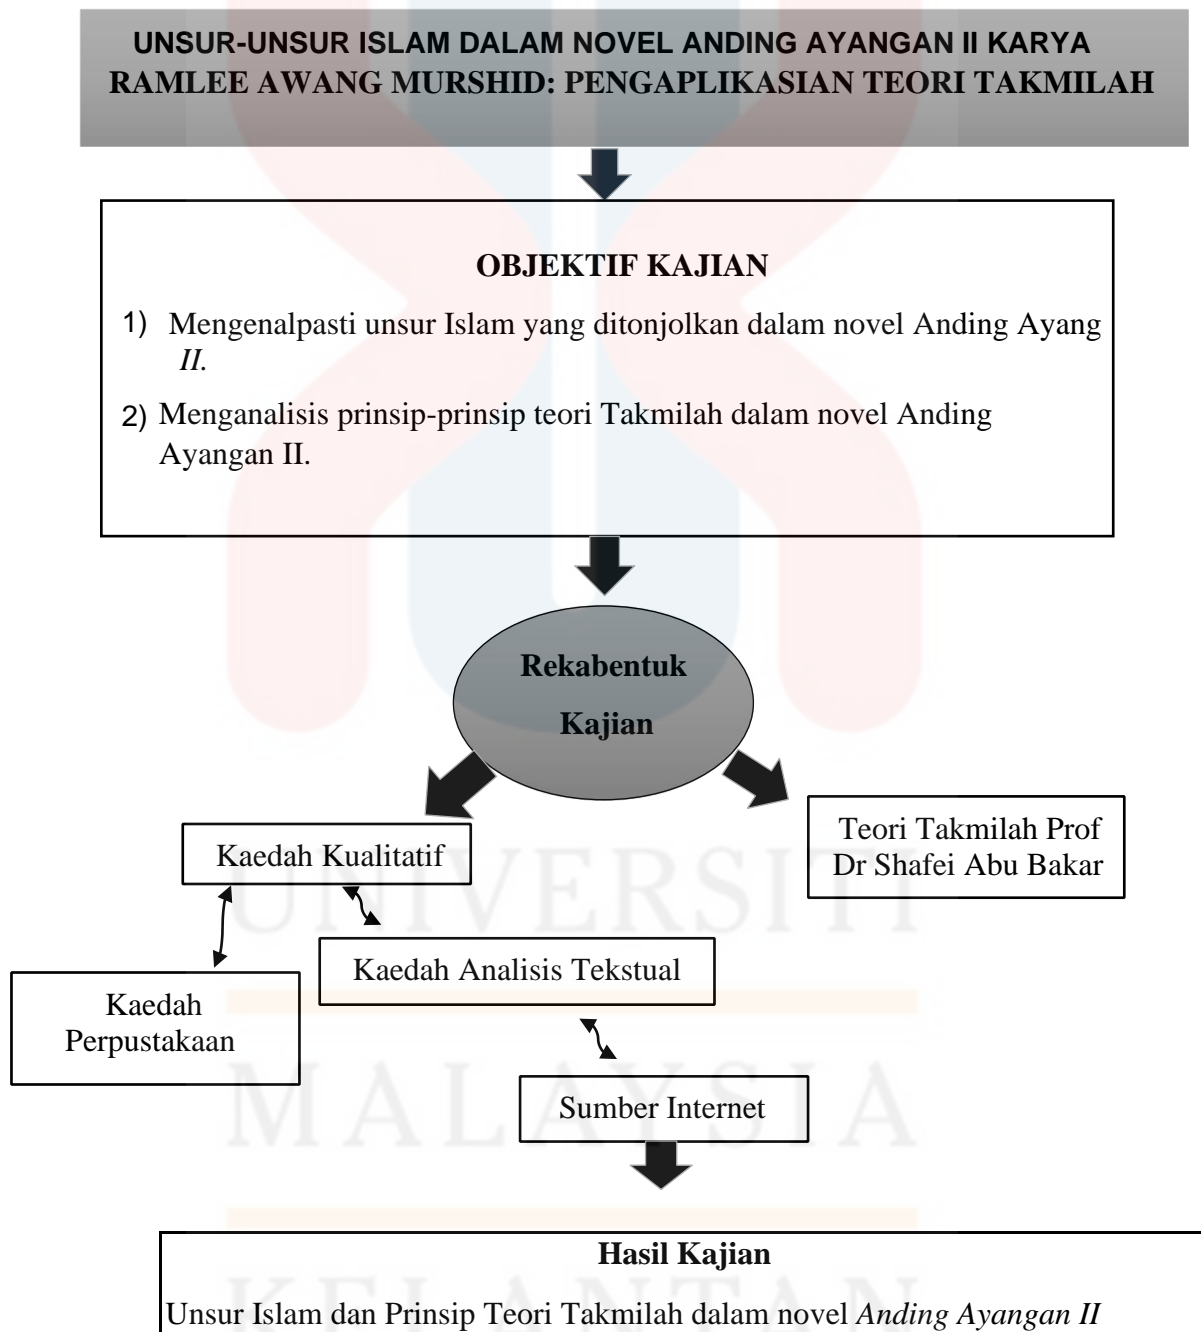 UNSUR-UNSUR ISLAM DALAM NOVEL ANDING AYANGAN II KARYA
RAMLEE AWANG MURSHID: PENGAPLIKASIAN TEORI TAKMILAH
OBJEKTIF KAJIAN
1) Mengenalpasti unsur Islam yang ditonjolkan dalam novel Anding Ayang
II.
2) Menganalisis prinsip-prinsip teori Takmilah dalam novel Anding
Ayangan II.
Rekabentuk
Kajian
Teori Takmilah Prof
Dr Shafei Abu Bakar
Kaedah Kualitatif
Kaedah Analisis Tekstual
Kaedah
Perpustakaan
Sumber Internet
Hasil Kajian
Unsur Islam dan Prinsip Teori Takmilah dalam novel Anding Ayangan II
UNIVERSITI
MALAYSIA
KELANTAN